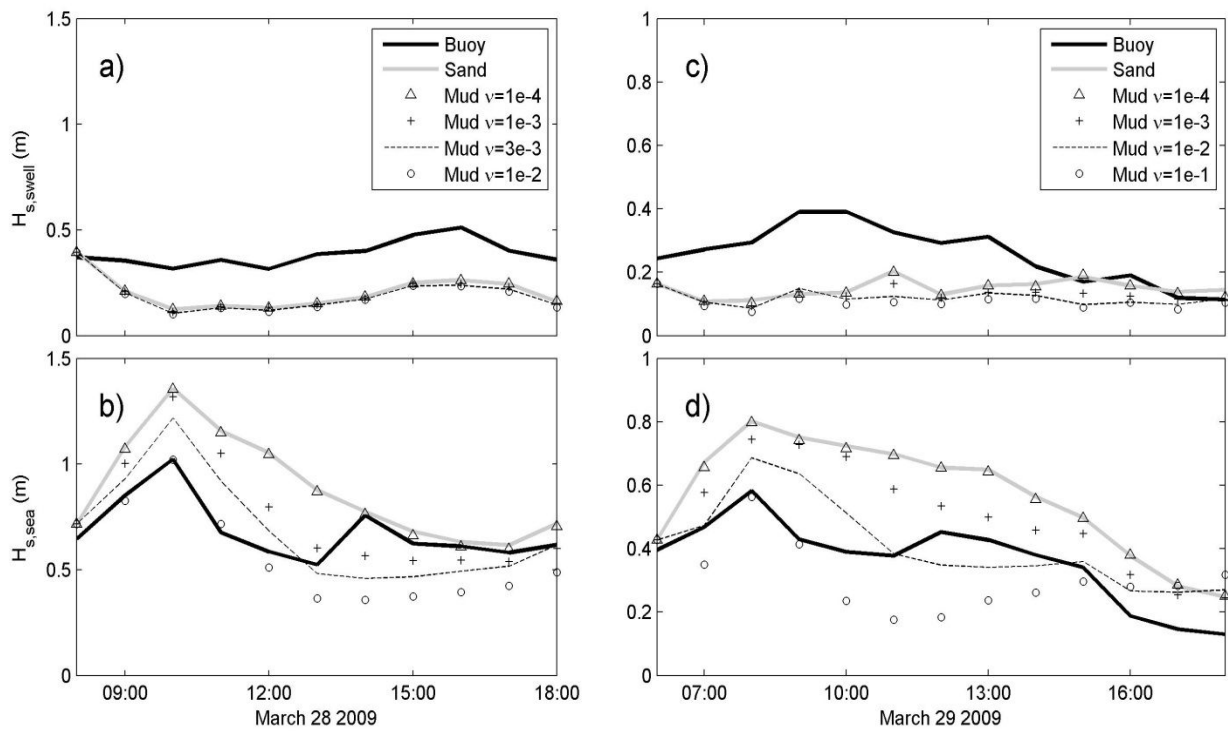 1.5
1
0.5
0
H_s,swell (m)
a)
Buoy
Sand
Mud ν=1e-4
Mud ν=1e-3
Mud ν=3e-3
Mud ν=1e-2
1
0.8
0.6
0.4
0.2
0
c)
Buoy
Sand
Mud ν=1e-4
Mud ν=1e-3
Mud ν=1e-2
Mud ν=1e-1
1.5
1
0.5
0
H_s,sea (m)
b)
09:00 12:00 15:00 18:00
March 28 2009
1
0.8
0.6
0.4
0.2
0
d)
07:00 10:00 13:00 16:00
March 29 2009